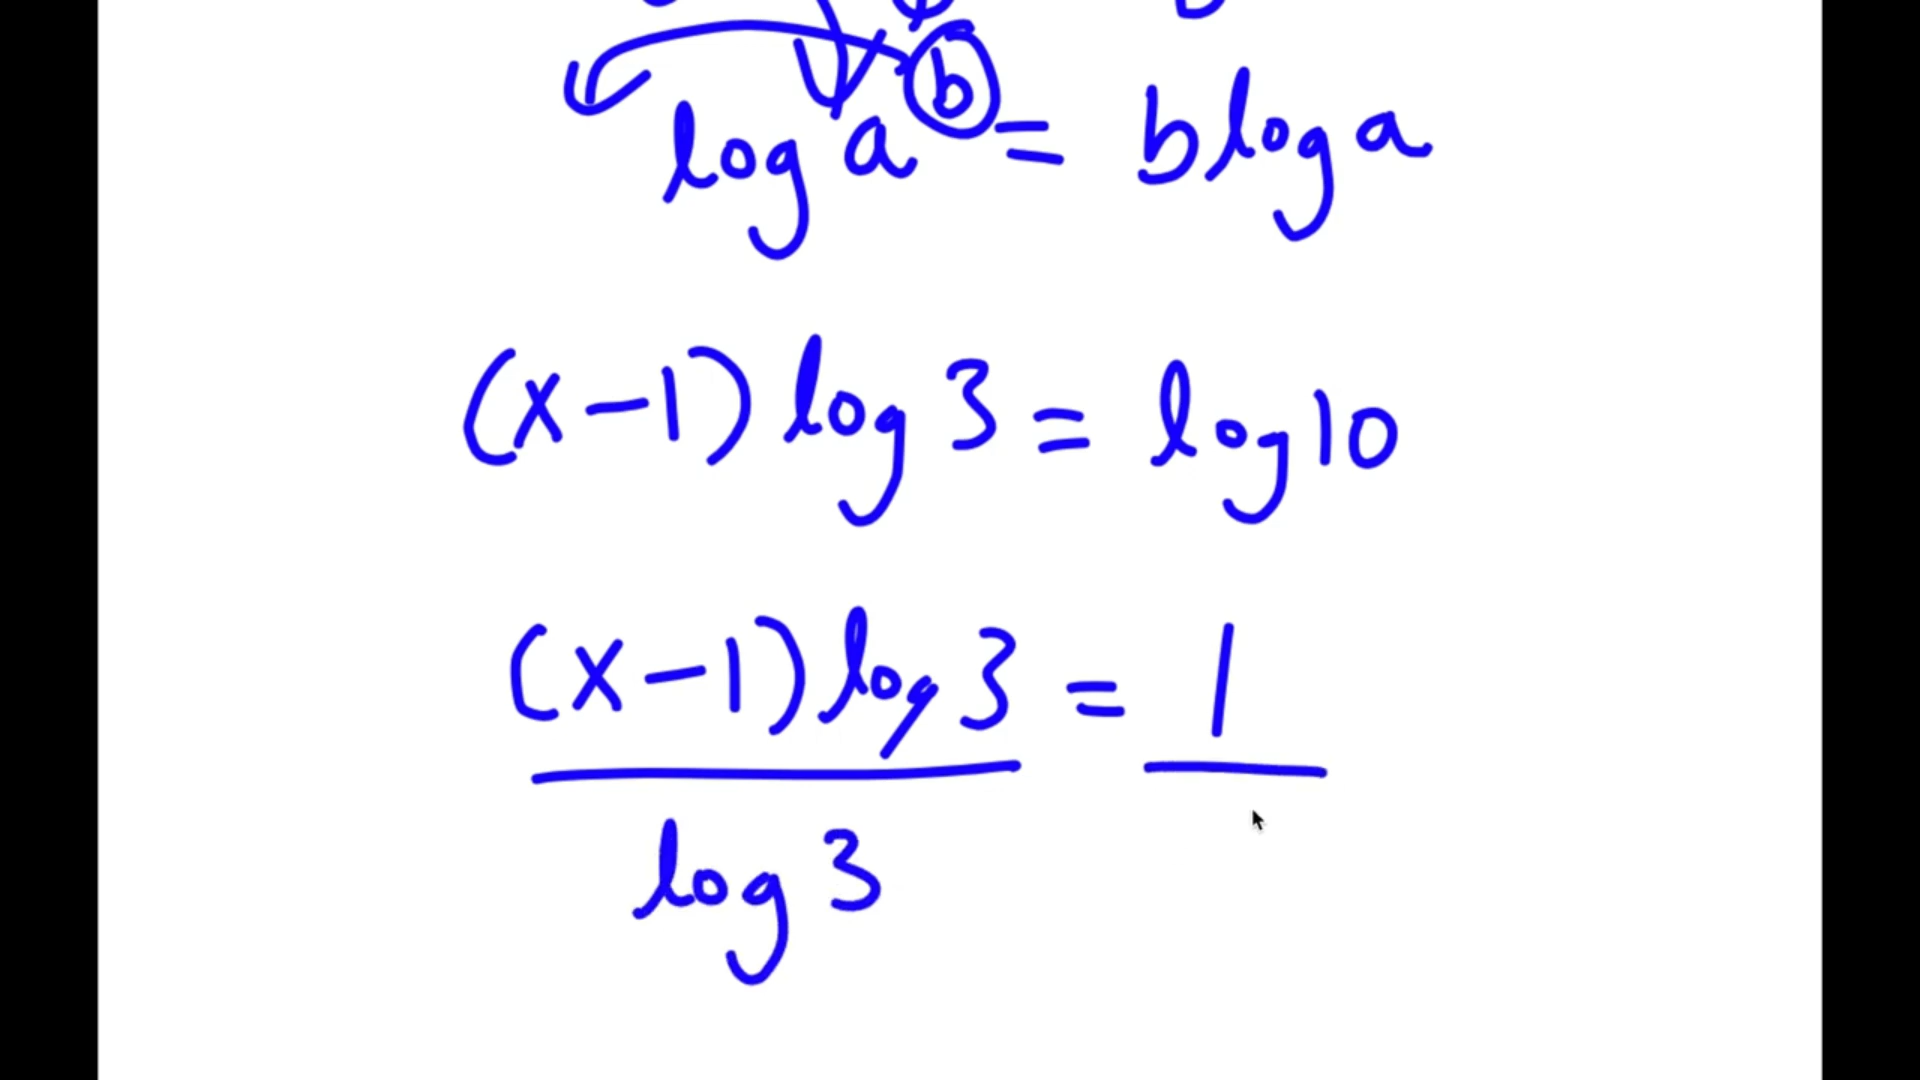 log a^b = b log a
(x-1) log 3 = log 10
(x-1) log 3 = 1
log 3